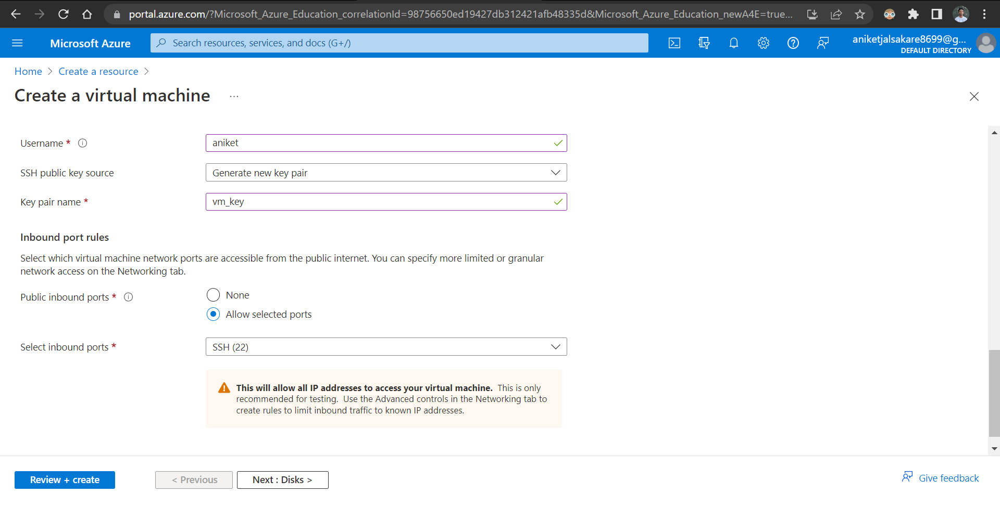 portal.azure.com/?Microsoft_Azure_Education_correlationId=98756650ed19427db312421afb48335d&Microsoft_Azure_Education_newA4E=true...
Microsoft Azure
Search resources, services, and docs (G+/)
aniketjalsakare8699@g...
DEFAULT DIRECTORY
Home > Create a resource >
Create a virtual machine ...
Username * aniket
SSH public key source Generate new key pair
Key pair name * vm_key
Inbound port rules
Select which virtual machine network ports are accessible from the public internet. You can specify more limited or granular
network access on the Networking tab.
Public inbound ports * None
Allow selected ports
Select inbound ports * SSH (22)
This will allow all IP addresses to access your virtual machine. This is only
recommended for testing. Use the Advanced controls in the Networking tab to
create rules to limit inbound traffic to known IP addresses.
Review + create < Previous Next : Disks > Give feedback